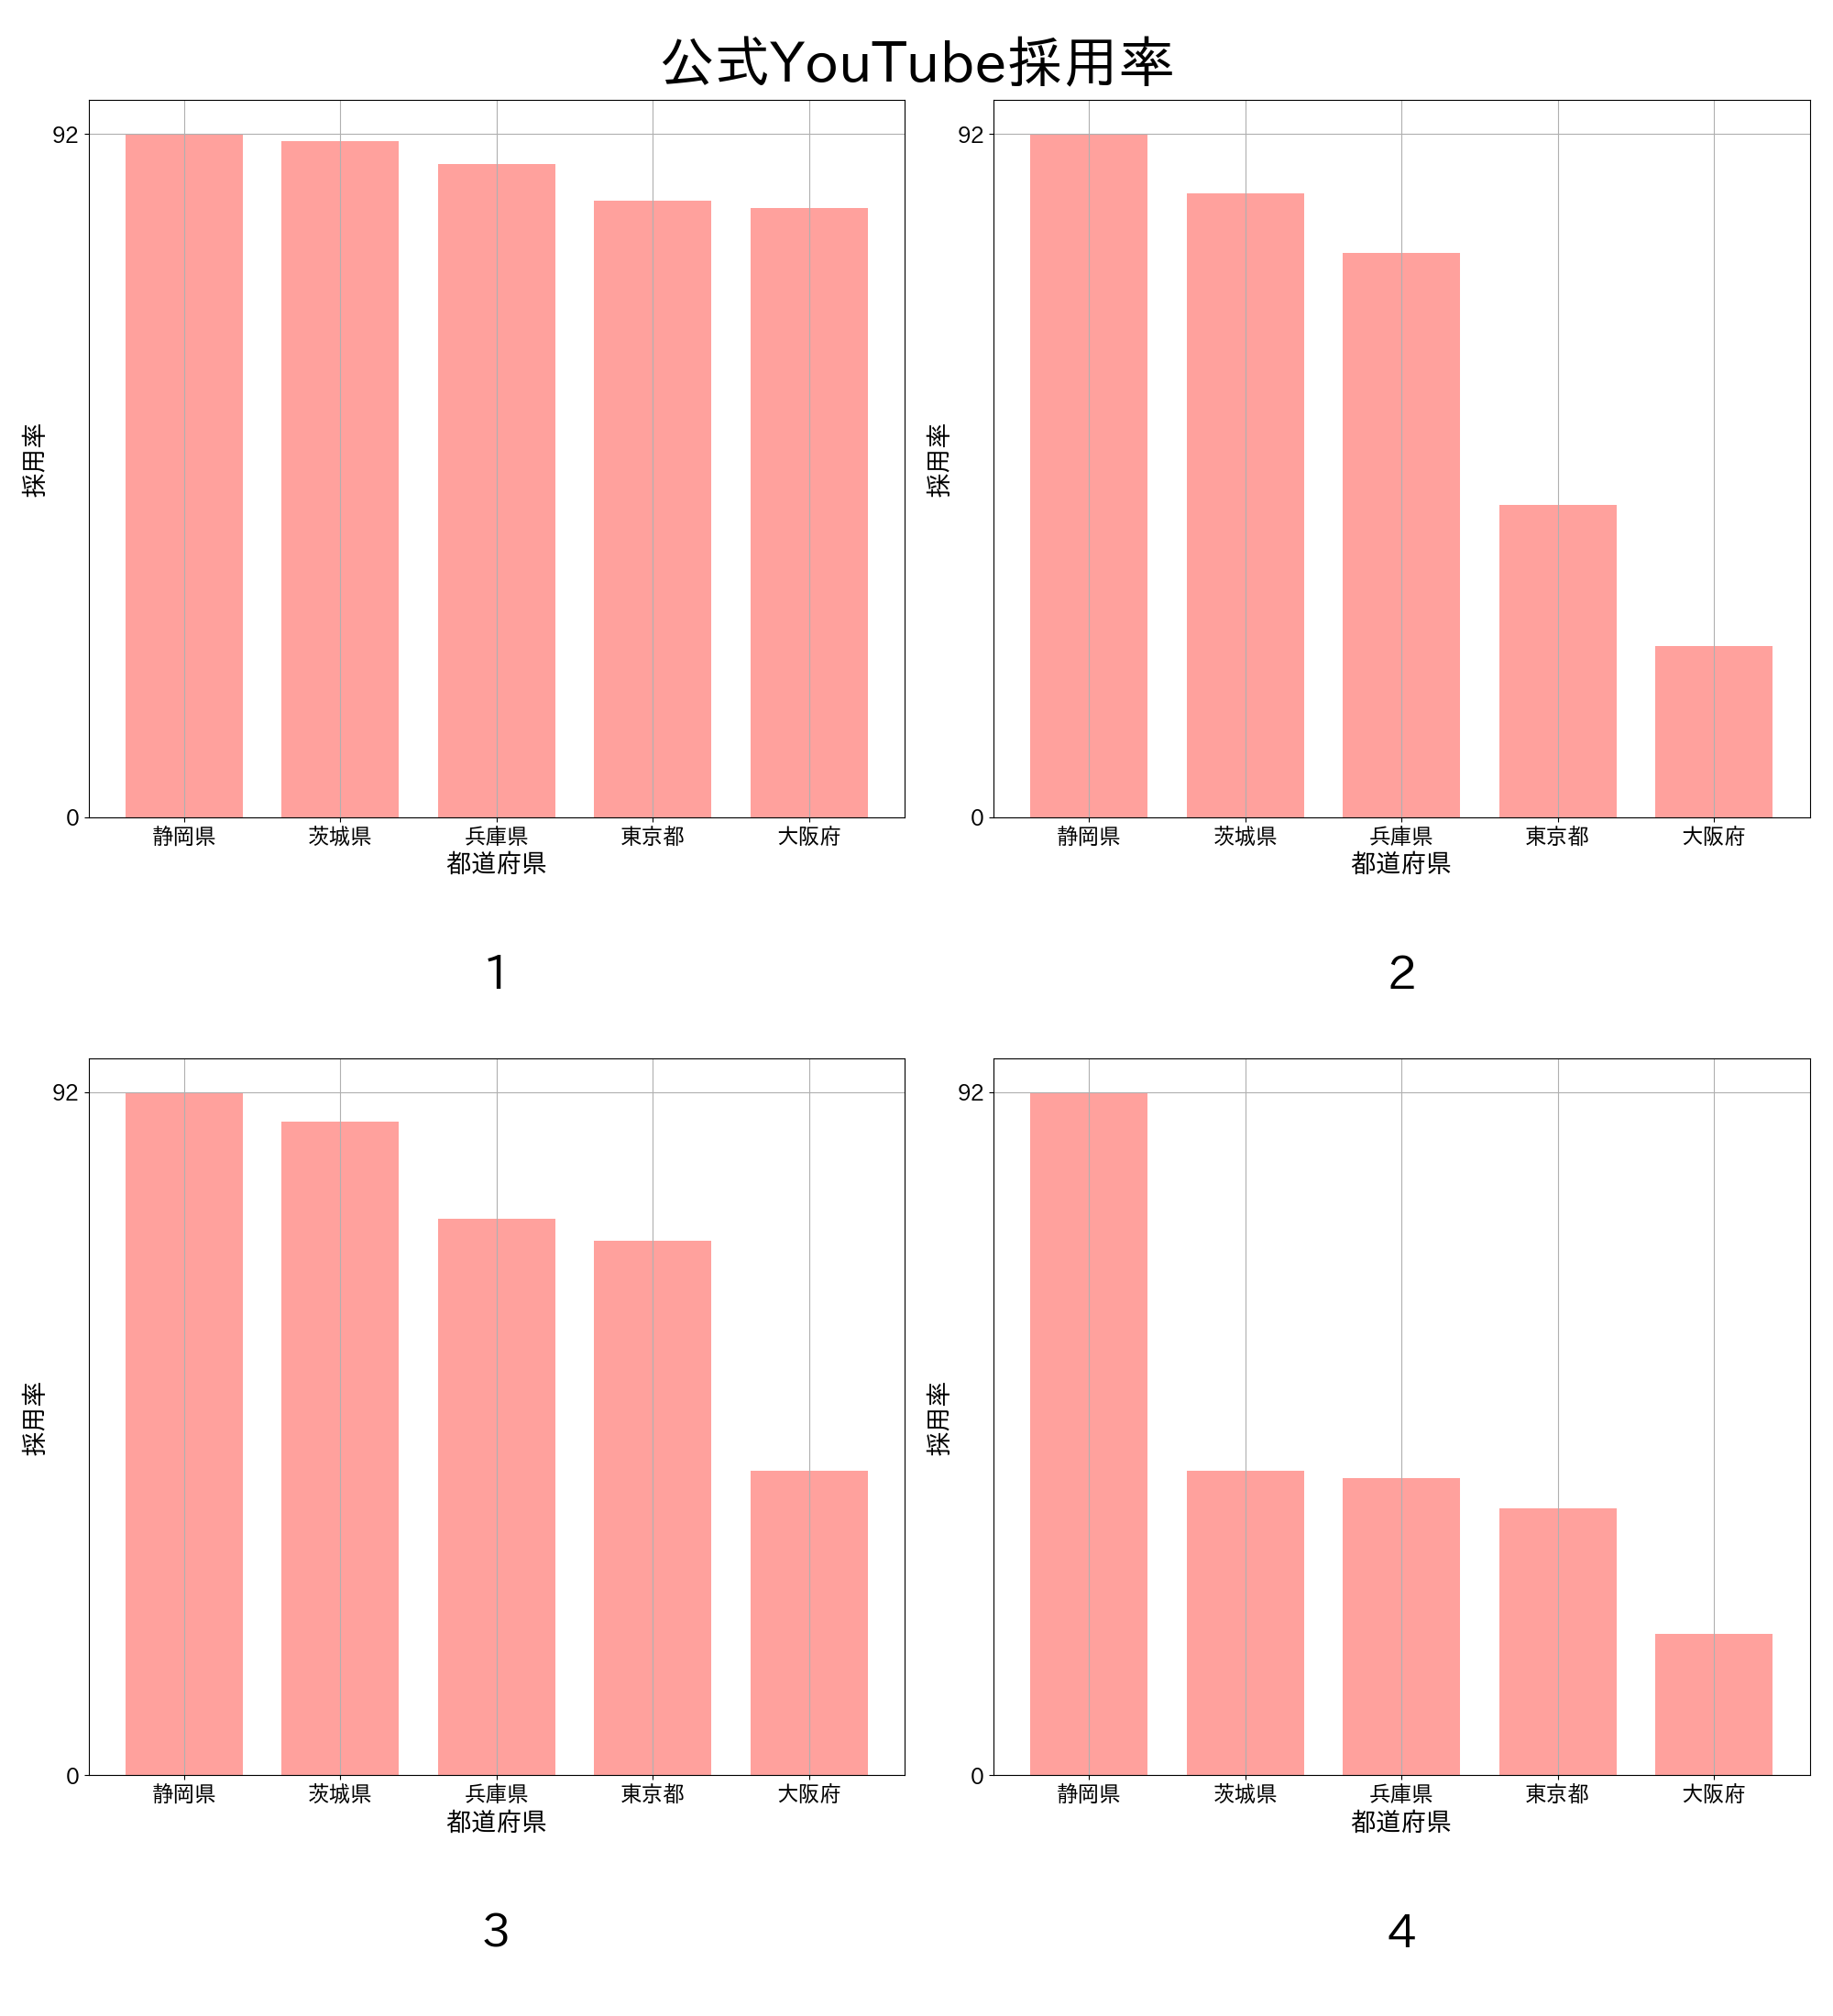 公式YouTube採用率
92
採用率
0
静岡県 茨城県 兵庫県 東京都 大阪府
都道府県
1
92
採用率
0
静岡県 茨城県 兵庫県 東京都 大阪府
都道府県
2
92
採用率
0
静岡県 茨城県 兵庫県 東京都 大阪府
都道府県
3
92
採用率
0
静岡県 茨城県 兵庫県 東京都 大阪府
都道府県
4